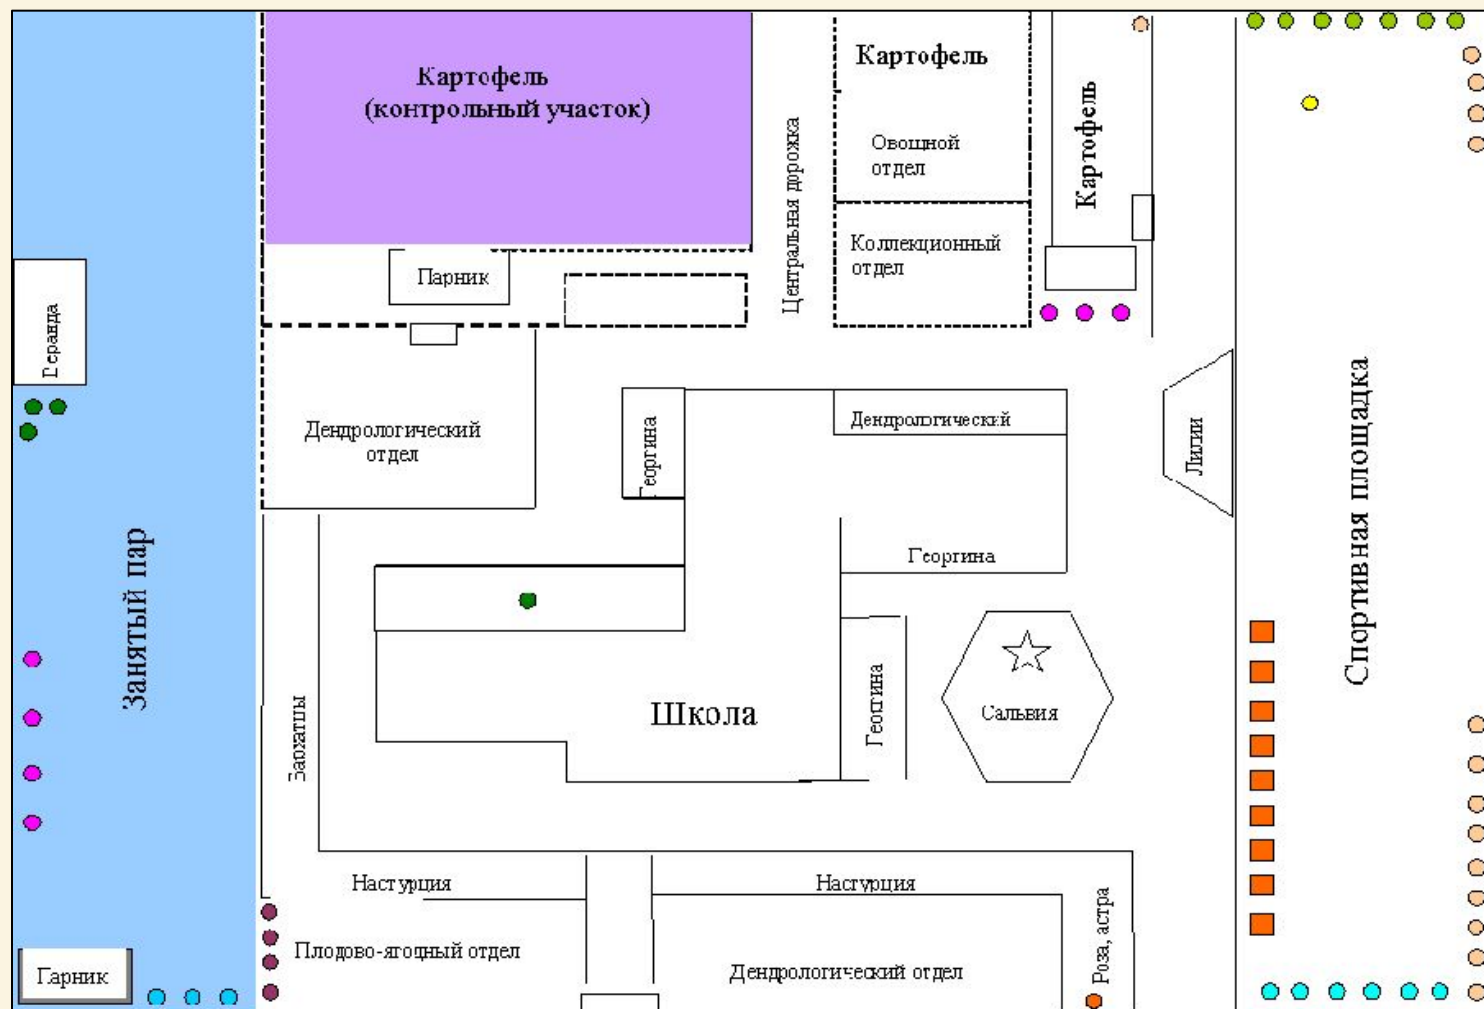 Картофель
(контрольный участок)
Центральная дорожка
Картофель
Овощной
отдел
Коллекционный
отдел
Картофель
Парник
Веранда
Дендрологический
отдел
Георгина
Дендрологический
Лилии
Спортивная площадка
Занятый пар
Георгина
Школа
Георгина
Сальвия
Бархатцы
Настурция
Настурция
Плодово-ягодный отдел
Дендрологический отдел
Роза, астра
Парник